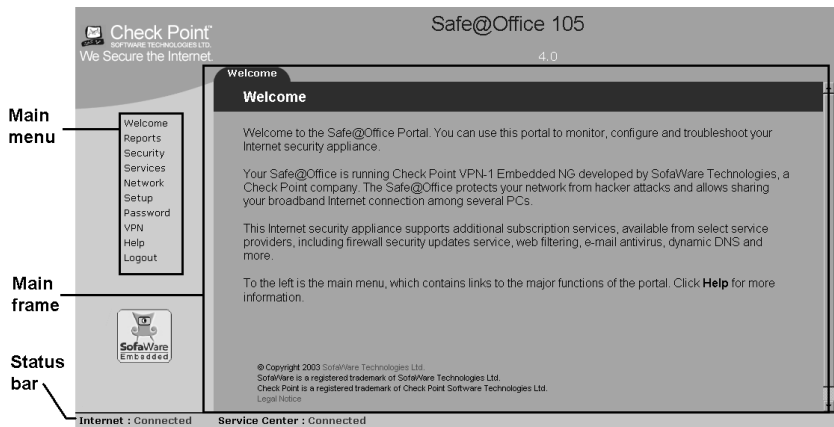 Check Point™
SOFTWARE TECHNOLOGIES LTD.
We Secure the Internet.
Safe@Office 105
4.0
Welcome
Welcome
Main
menu
Welcome
Reports
Security
Services
Network
Setup
Password
VPN
Help
Logout
Welcome to the Safe@Office Portal. You can use this portal to monitor, configure and troubleshoot your
Internet security appliance.
Your Safe@Office is running Check Point VPN-1 Embedded NG developed by SofaWare Technologies, a
Check Point company. The Safe@Office protects your network from hacker attacks and allows sharing
your broadband Internet connection among several PCs.
This Internet security appliance supports additional subscription services, available from select service
providers, including firewall security updates service, web filtering, e-mail antivirus, dynamic DNS and
more.
To the left is the main menu, which contains links to the major functions of the portal. Click Help for more
information.
Main
frame
SofaWare
Embedded
© Copyright 2003 SofaWare Technologies Ltd.
SofaWare is a registered trademark of SofaWare Technologies Ltd.
Check Point is a registered trademark of Check Point Software Technologies Ltd.
Legal Notice
Status
bar
Internet : Connected
Service Center : Connected